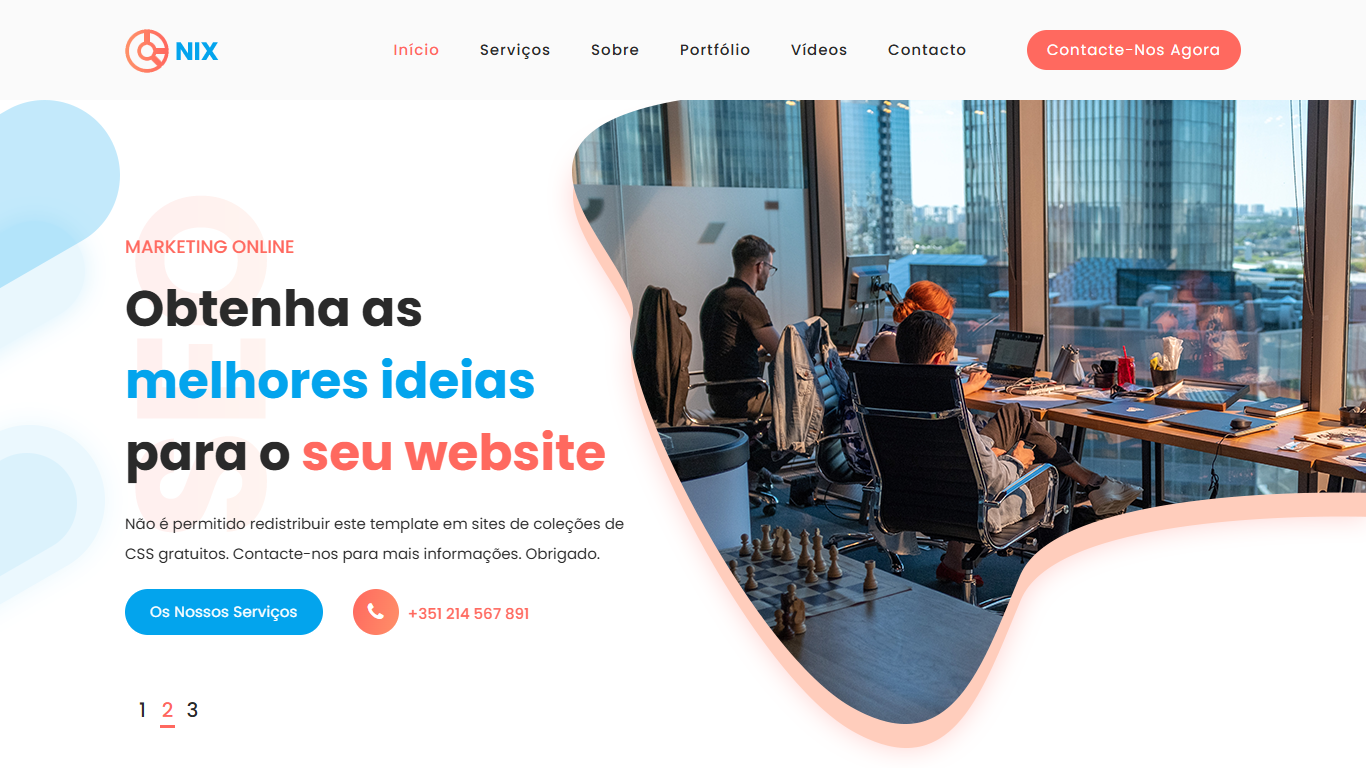 NIX
Início Serviços Sobre Portfólio Vídeos Contacto Contacte-Nos Agora
SEO
MARKETING ONLINE
Obtenha as
melhores ideias
para o seu website
Não é permitido redistribuir este template em sites de coleções de
CSS gratuitos. Contacte-nos para mais informações. Obrigado.
Os Nossos Serviços +351 214 567 891
1 2 3